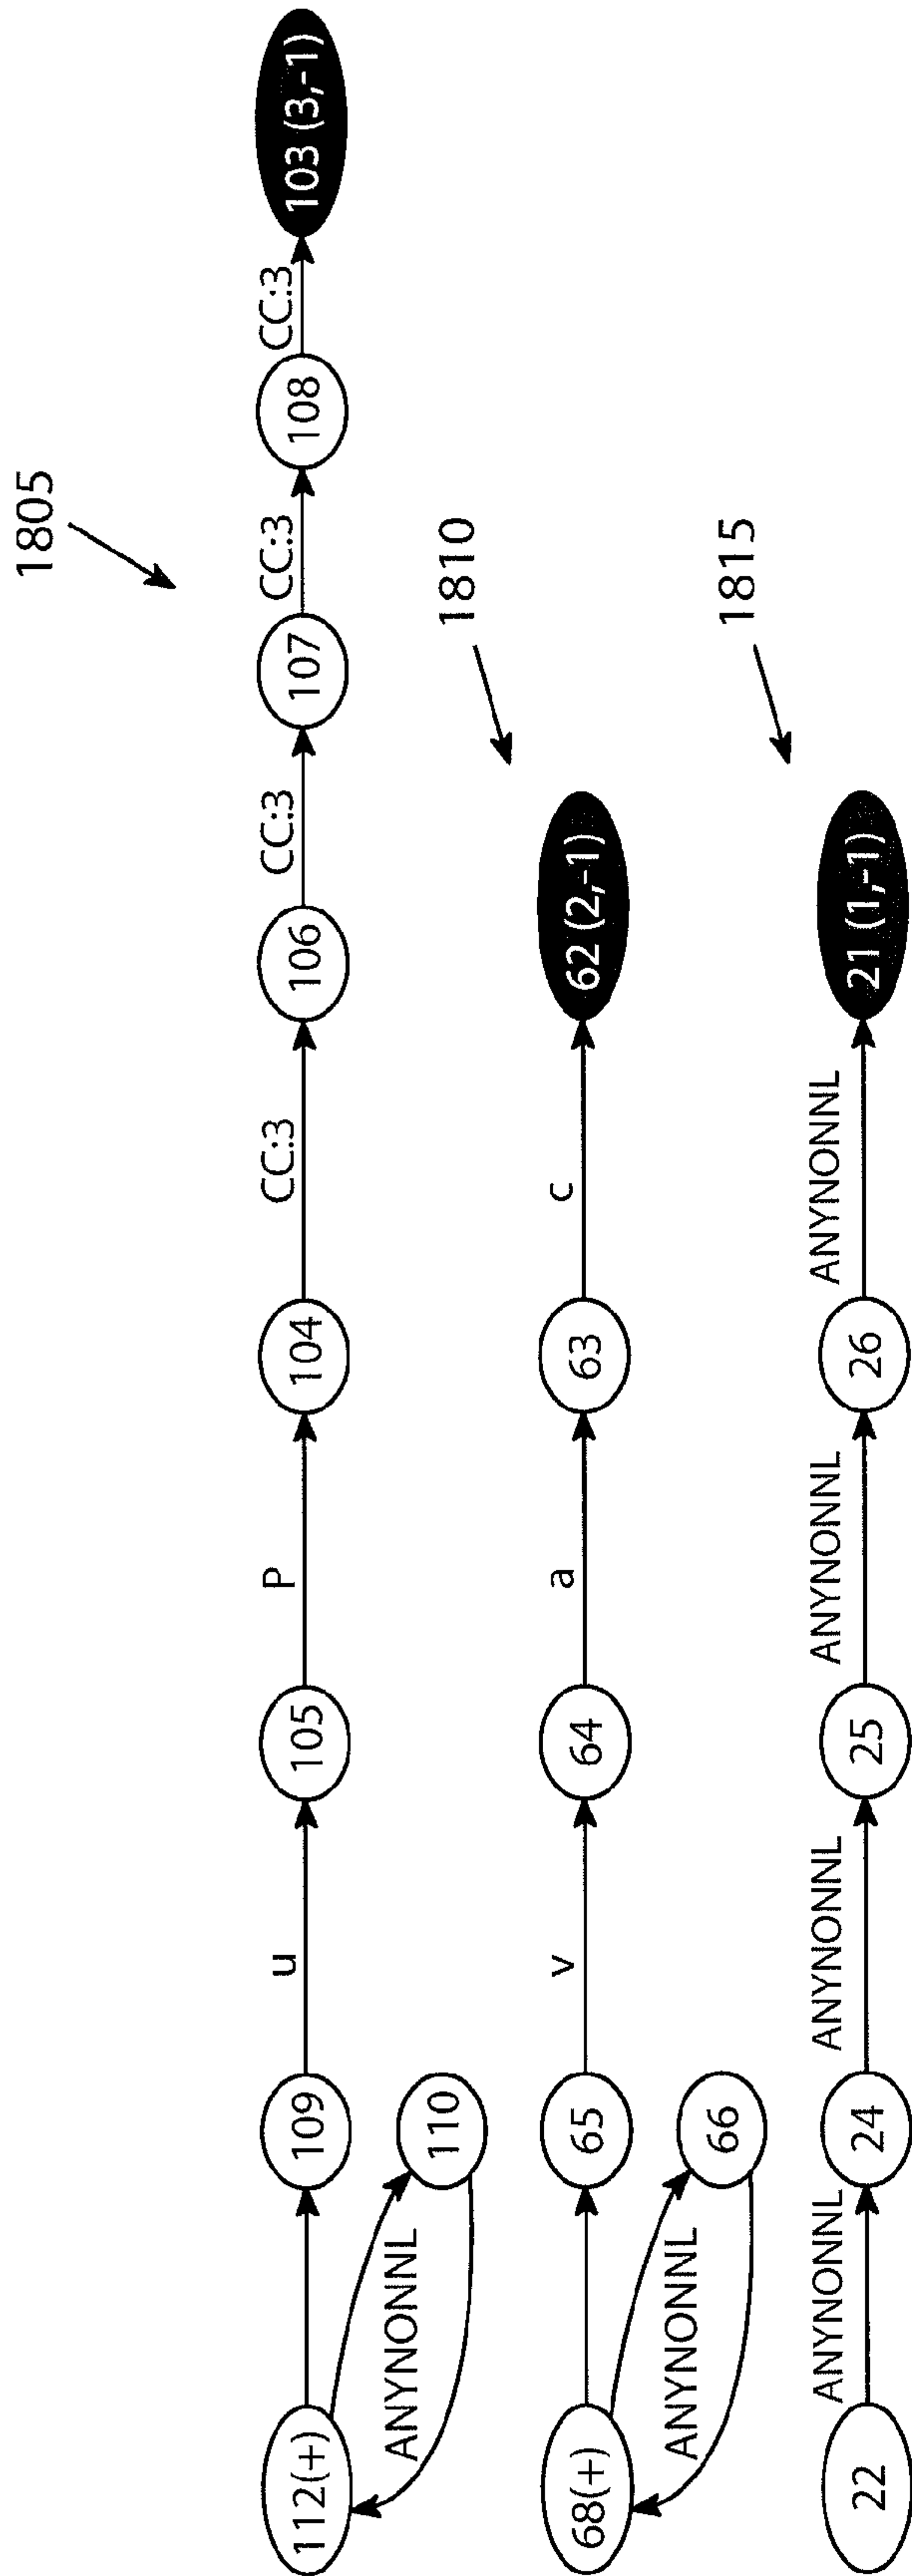 1805
112(+)
109
u
105
P
104
CC:3
106
CC:3
107
CC:3
108
CC:3
103 (3,-1)
ANYNONNL
110
1810
68(+)
65
v
64
a
63
c
62 (2,-1)
ANYNONNL
66
1815
22
ANYNONNL
24
ANYNONNL
25
ANYNONNL
26
ANYNONNL
21 (1,-1)